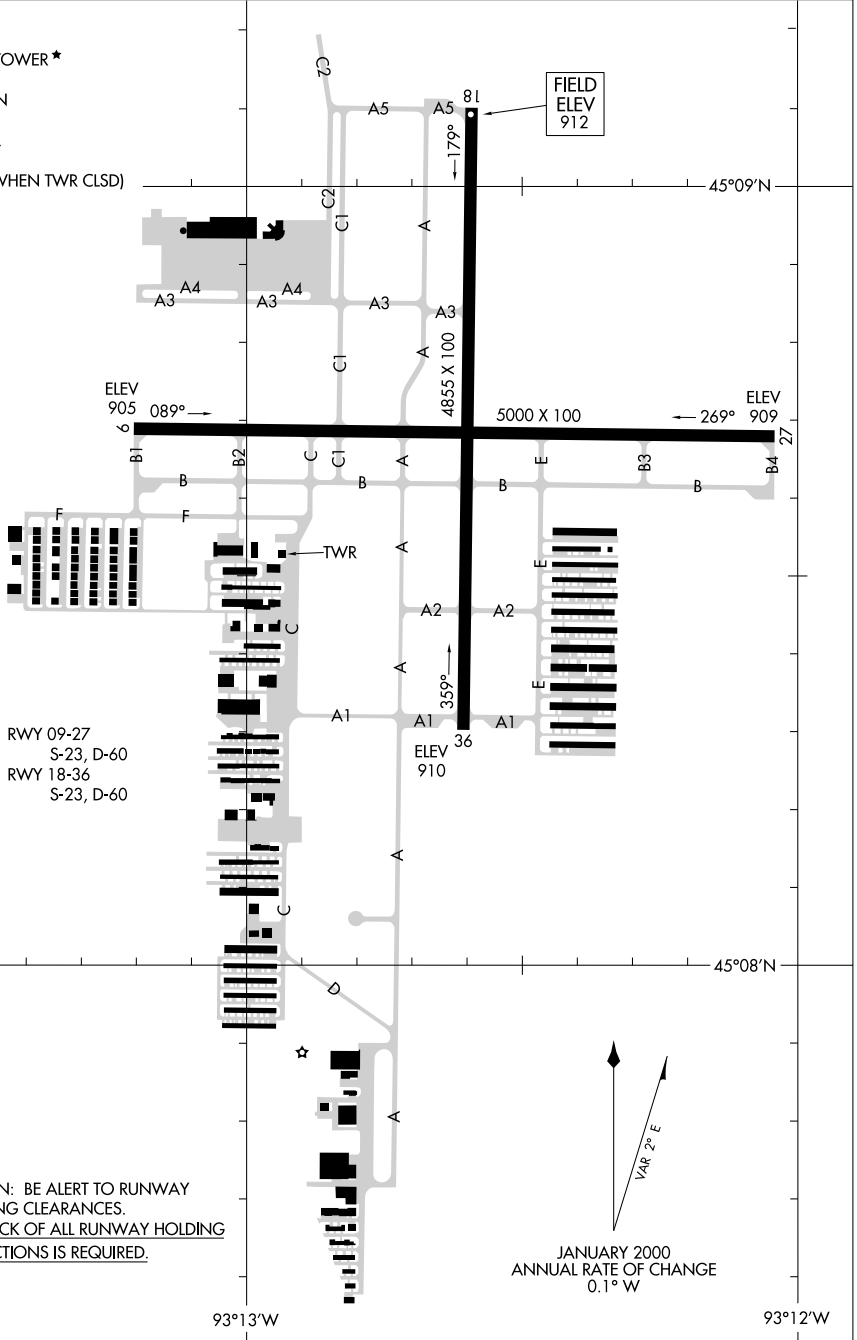 OWER
N
HEN TWR CLSD)
C2
A5
A5
18
FIELD
ELEV
912
179°
45°09'N
C2
C1
A
A4
A4
A3
A3
A3
A3
C1
A
4855 X 100
ELEV
905
089°
5000 X 100
269°
ELEV
909
9
27
B1
B2
C
C1
A
E
B3
B4
B
B
B
B
F
F
TWR
A
E
A2
A2
C
A
359°
E
A1
A1
A1
36
ELEV
910
RWY 09-27
S-23, D-60
RWY 18-36
S-23, D-60
A
C
45°08'N
D
A
VAR 2° E
N: BE ALERT TO RUNWAY
NG CLEARANCES.
CK OF ALL RUNWAY HOLDING
CTIONS IS REQUIRED.
JANUARY 2000
ANNUAL RATE OF CHANGE
0.1° W
93°13'W
93°12'W